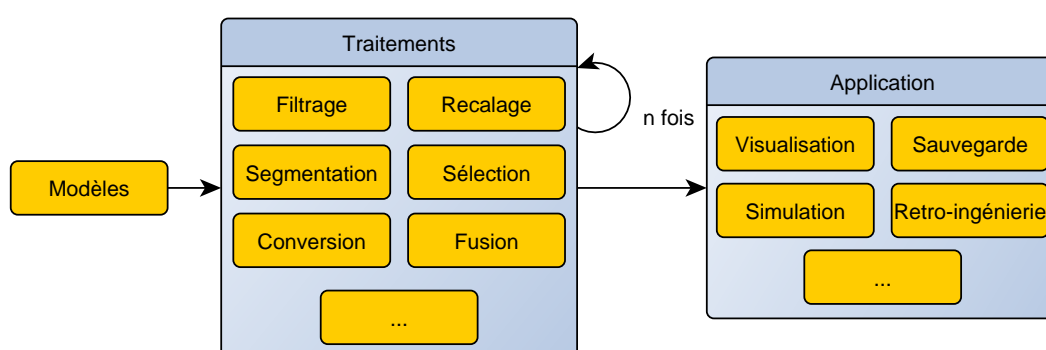 Traitements
Filtrage
Recalage
n fois
Segmentation
Sélection
Conversion
Fusion
...
Modèles
Application
Visualisation
Sauvegarde
Simulation
Retro-ingénierie
...